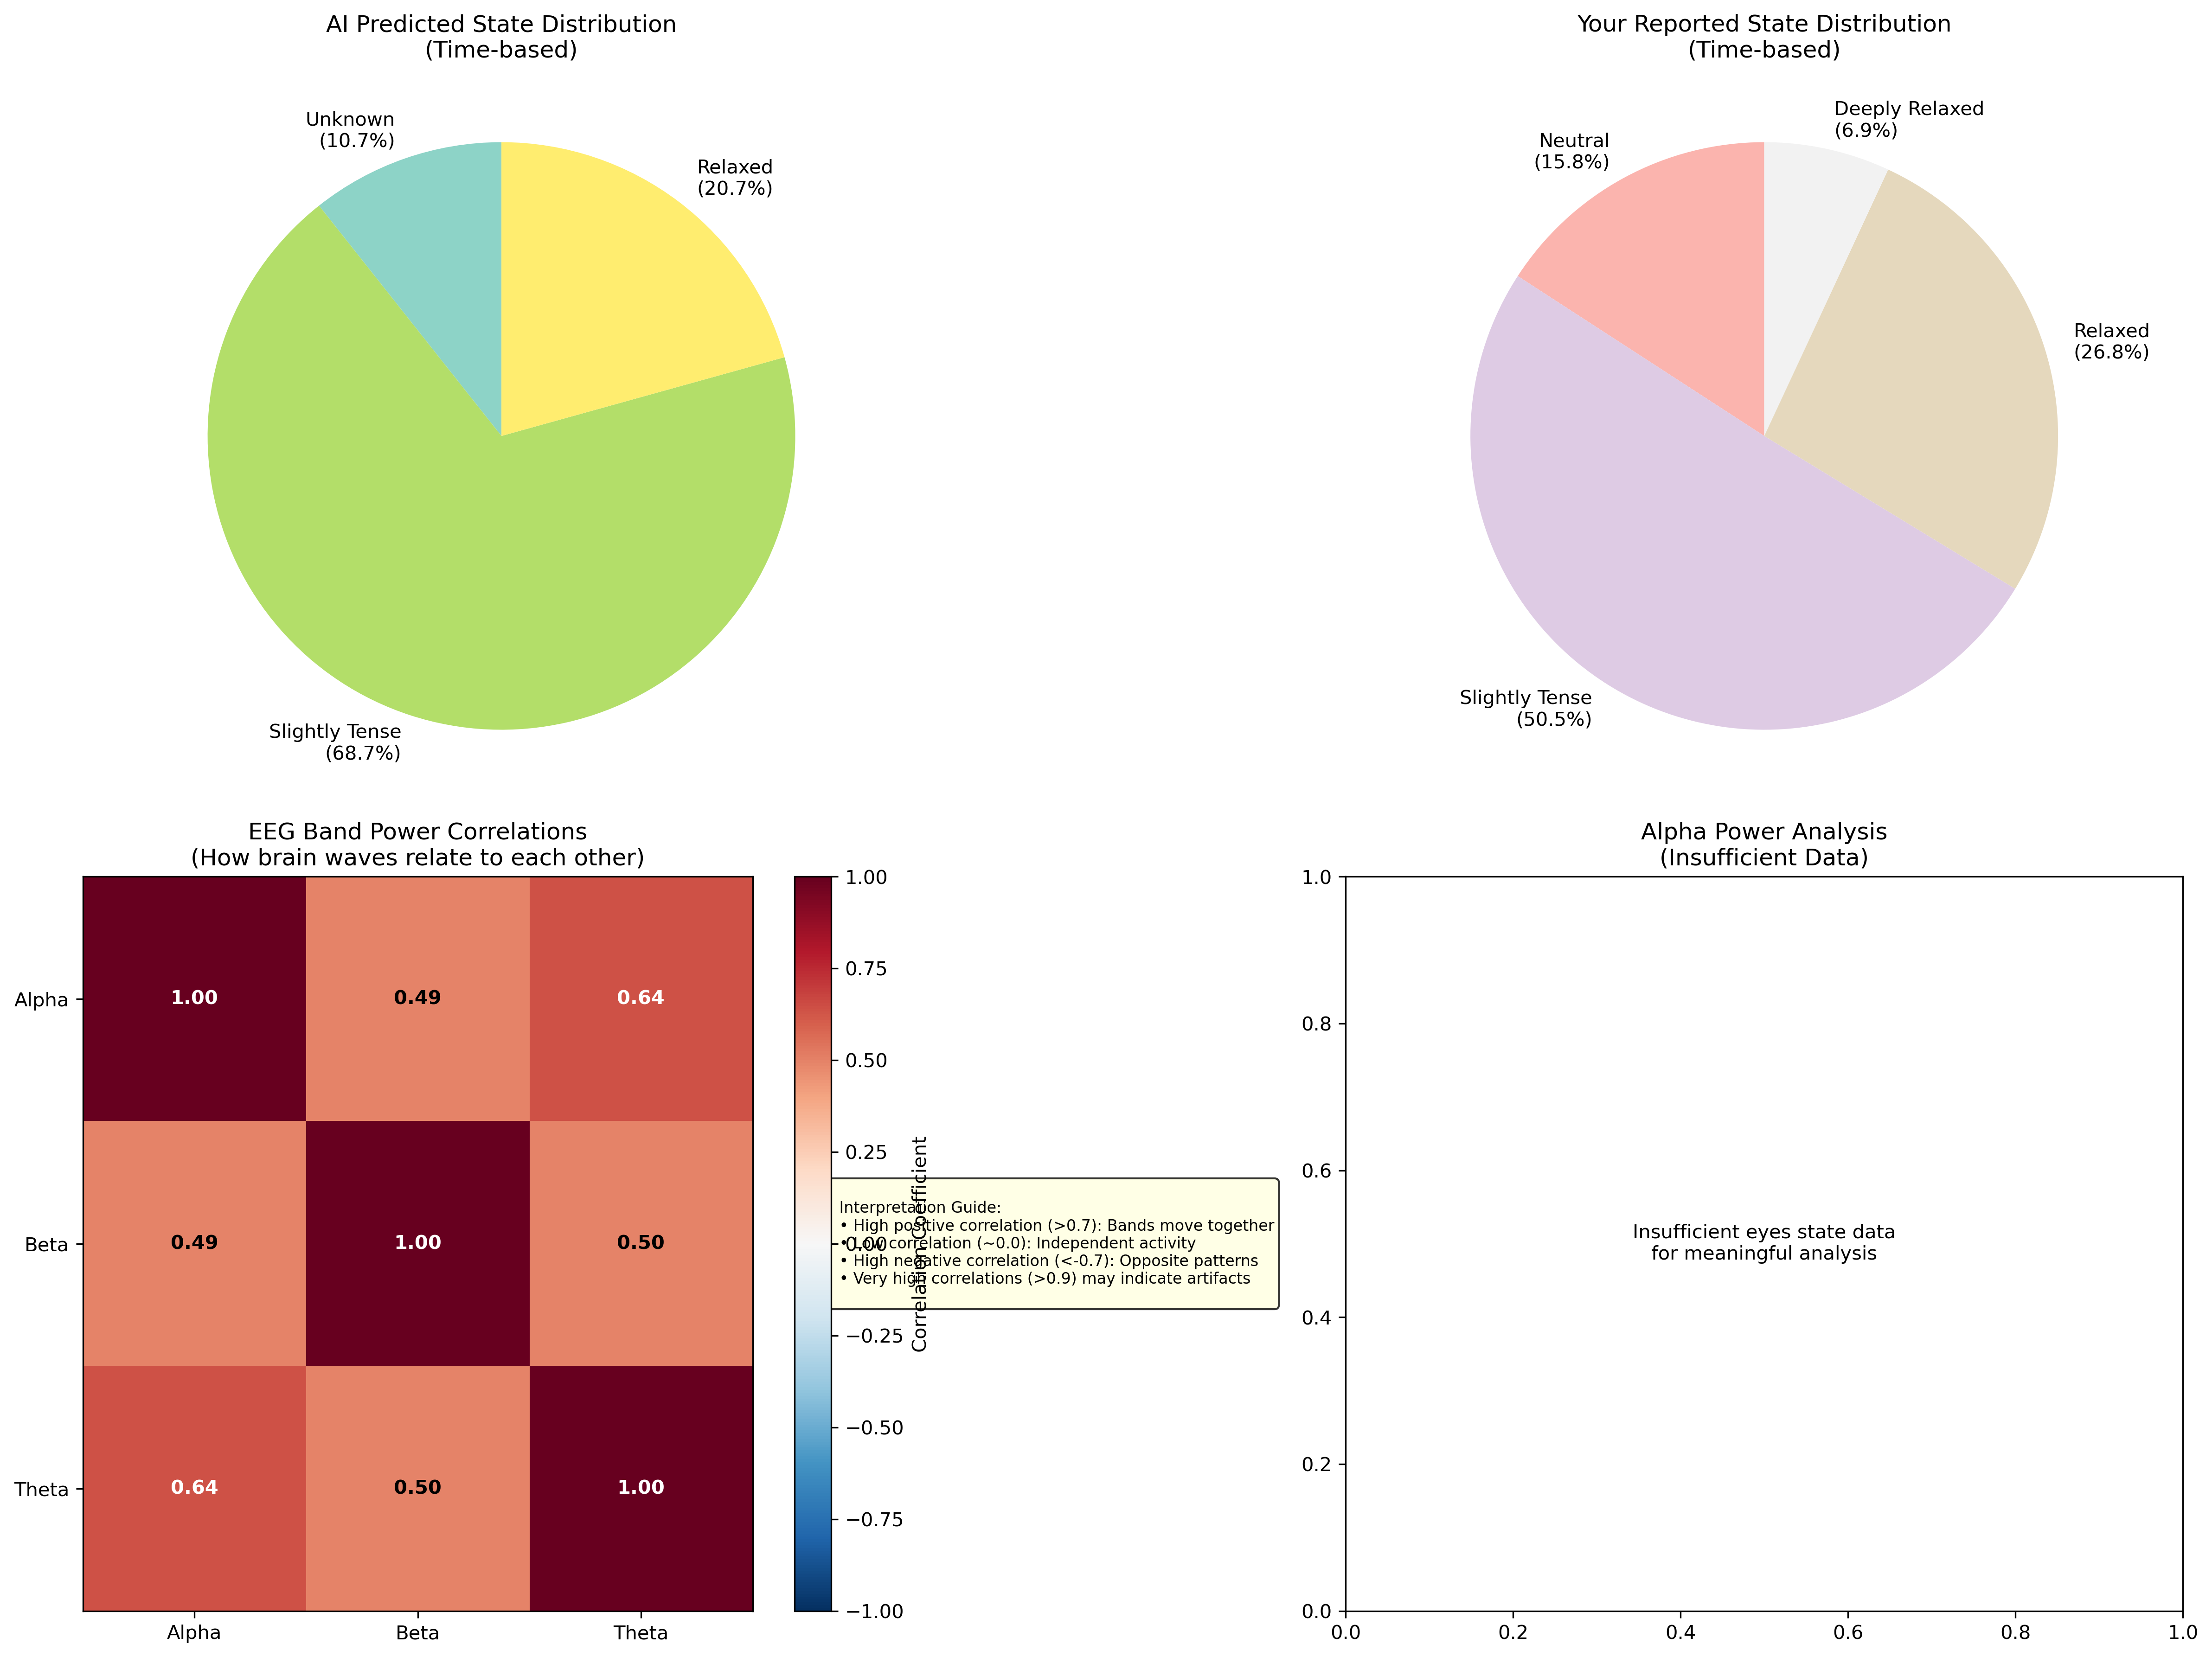 AI Predicted State Distribution
(Time-based)
Unknown
(10.7%)
Relaxed
(20.7%)
Slightly Tense
(68.7%)
Your Reported State Distribution
(Time-based)
Deeply Relaxed
(6.9%)
Neutral
(15.8%)
Relaxed
(26.8%)
Slightly Tense
(50.5%)
EEG Band Power Correlations
(How brain waves relate to each other)
Alpha
1.00
0.49
0.64
Beta
0.49
1.00
0.50
Theta
0.64
0.50
1.00
Alpha
Beta
Theta
1.00
0.75
0.50
0.25
0.00
−0.25
−0.50
−0.75
−1.00
Correlation Coefficient
Interpretation Guide:
• High positive correlation (>0.7): Bands move together
• Low correlation (~0.0): Independent activity
• High negative correlation (<-0.7): Opposite patterns
• Very high correlations (>0.9) may indicate artifacts
Alpha Power Analysis
(Insufficient Data)
1.0
0.8
0.6
0.4
0.2
0.0
Insufficient eyes state data
for meaningful analysis
0.0
0.2
0.4
0.6
0.8
1.0